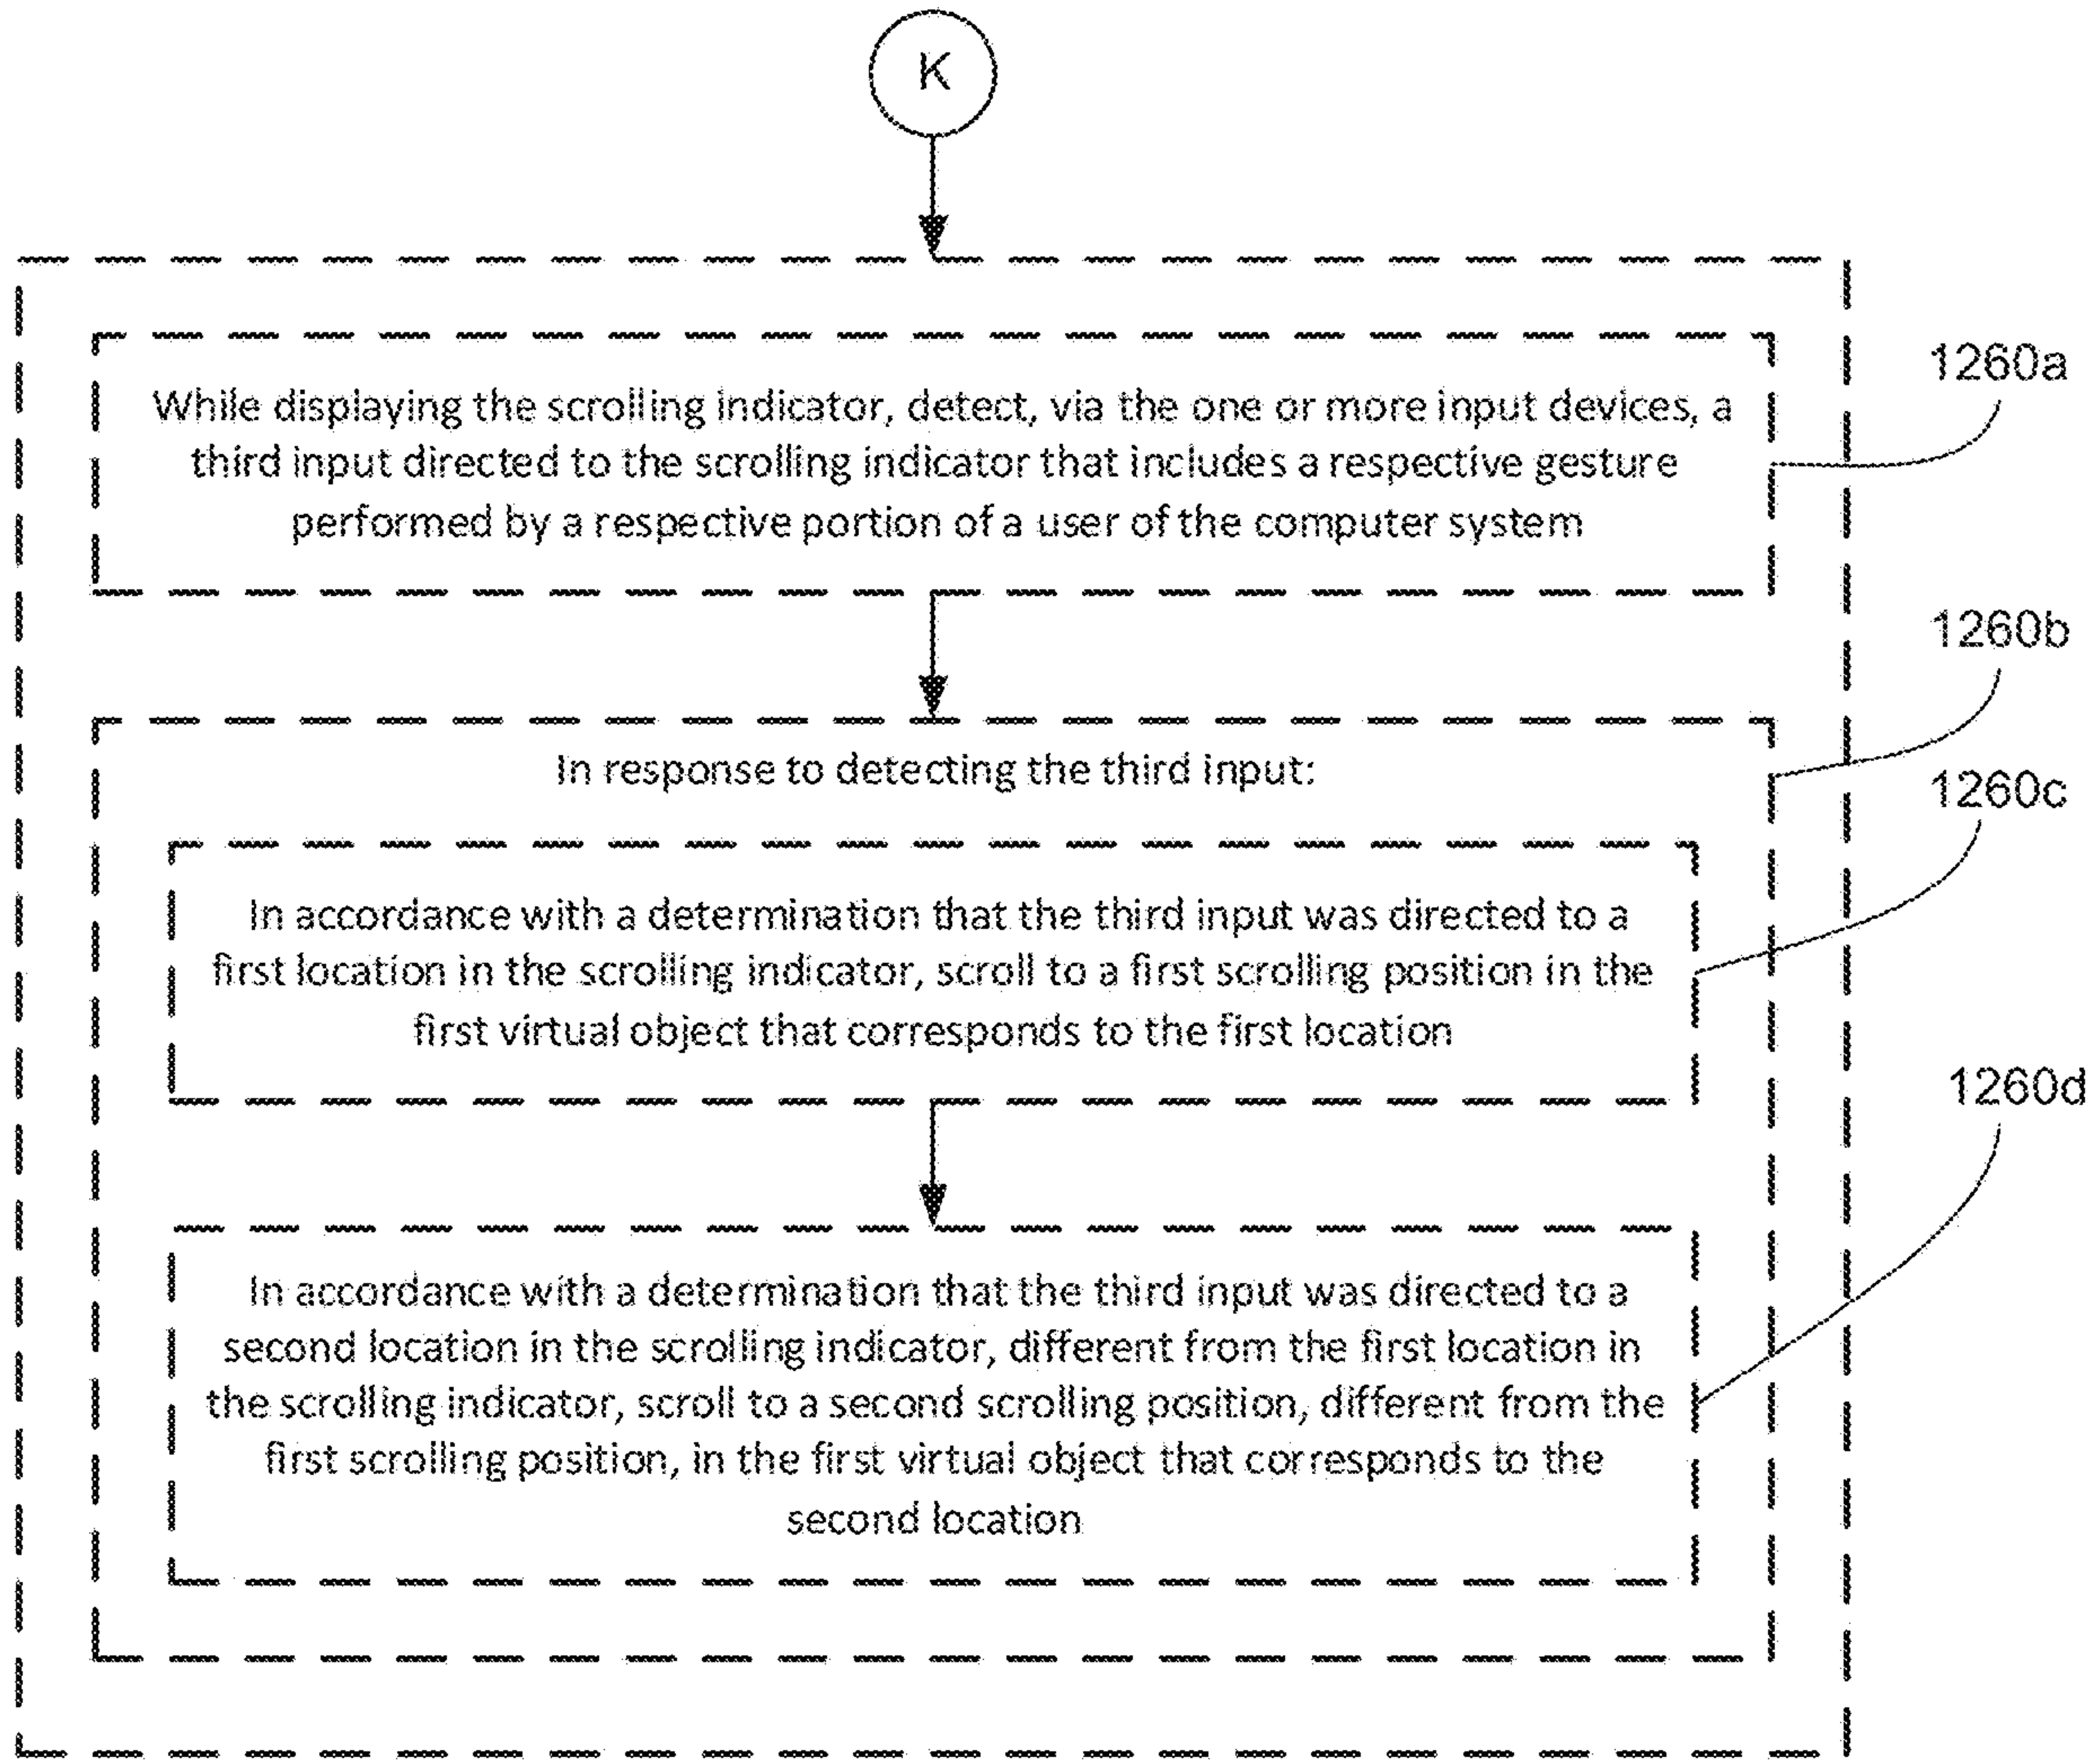 K
1260a
While displaying the scrolling indicator, detect, via the one or more input devices, a
third input directed to the scrolling indicator that includes a respective gesture
performed by a respective portion of a user of the computer system
1260b
In response to detecting the third input:
1260c
In accordance with a determination that the third input was directed to a
first location in the scrolling indicator, scroll to a first scrolling position in the
first virtual object that corresponds to the first location
1260d
In accordance with a determination that the third input was directed to a
second location in the scrolling indicator, different from the first location in
the scrolling indicator, scroll to a second scrolling position, different from the
first scrolling position, in the first virtual object that corresponds to the
second location